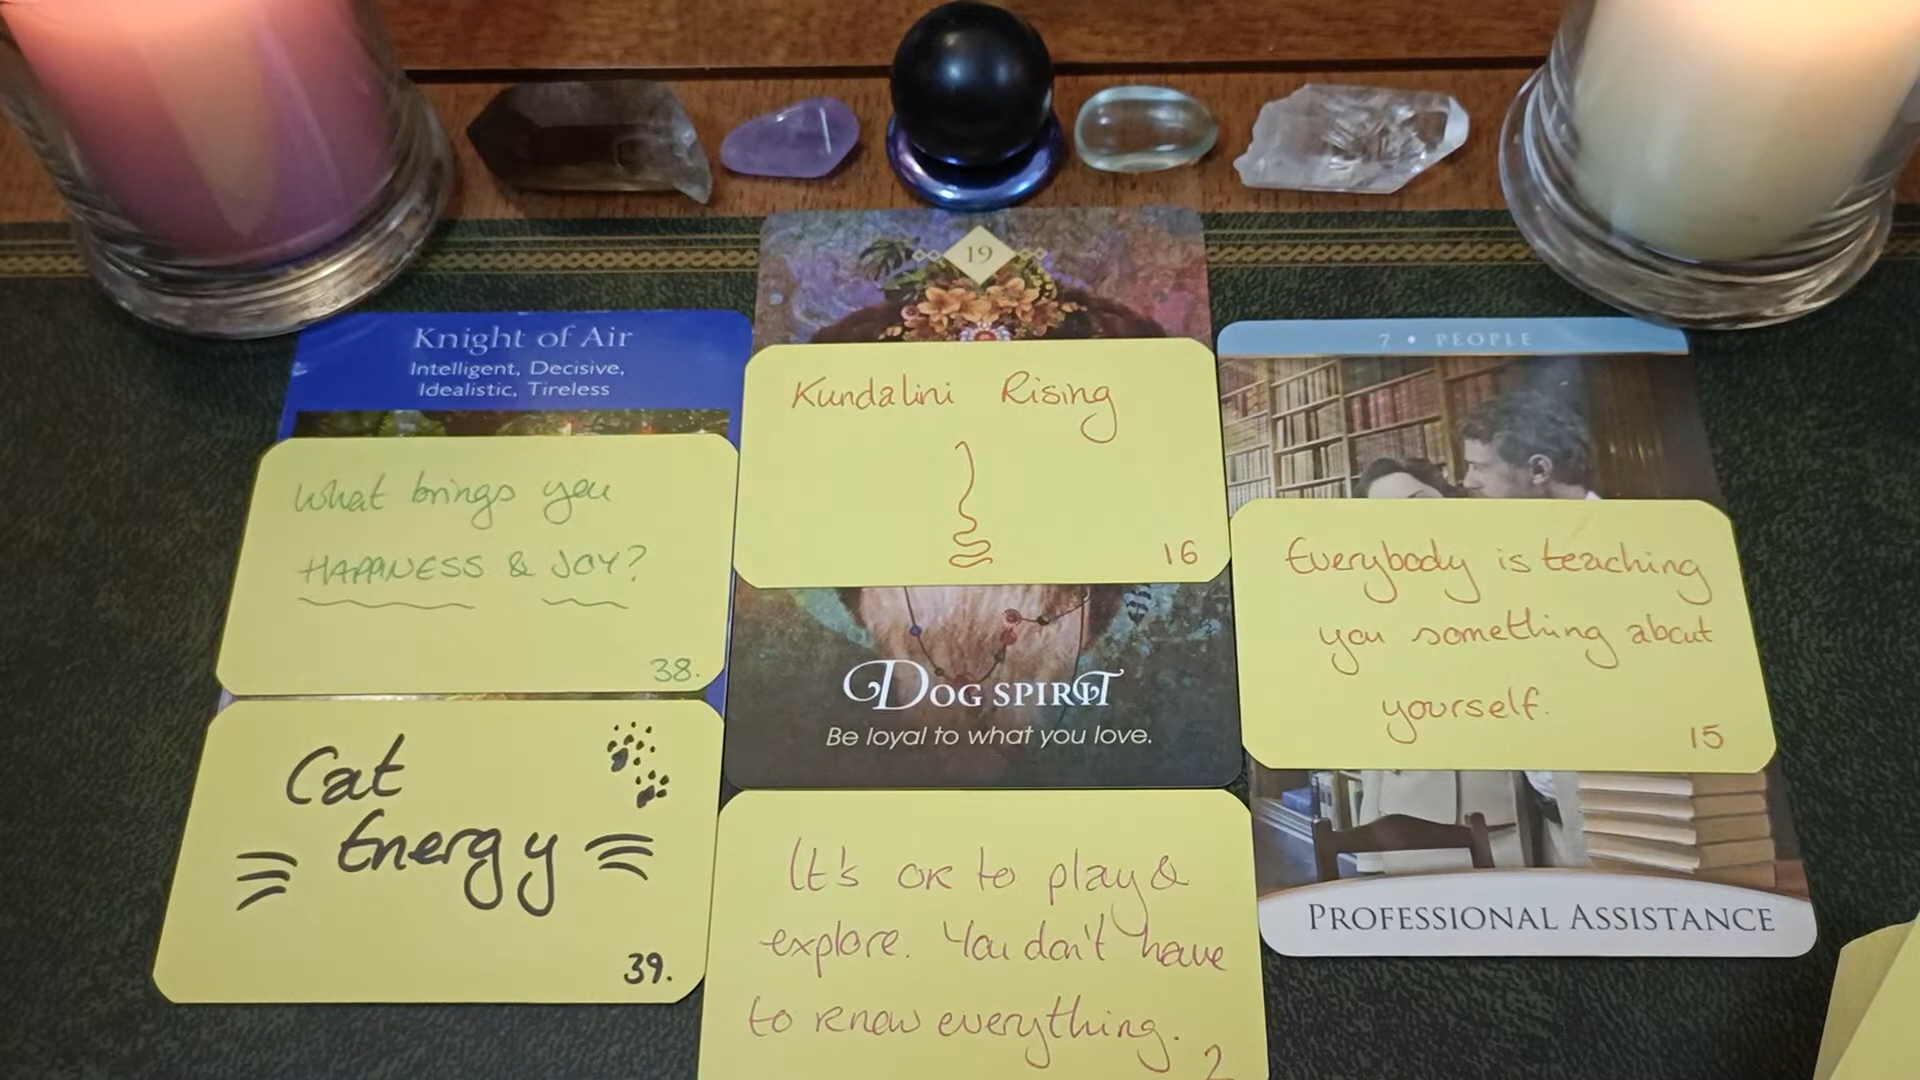 Knight of Air
Intelligent, Decisive,
Idealistic, Tireless
What brings you
HAPPINESS & JOY?
38.
Cat
Energy
39.
19
Kundalini Rising
16
DOG SPIRIT
Be loyal to what you love.
It's OK to play &
explore. You don't have
to know everything.
2
7 • PEOPLE
Everybody is teaching
you something about
yourself.
15
PROFESSIONAL ASSISTANCE